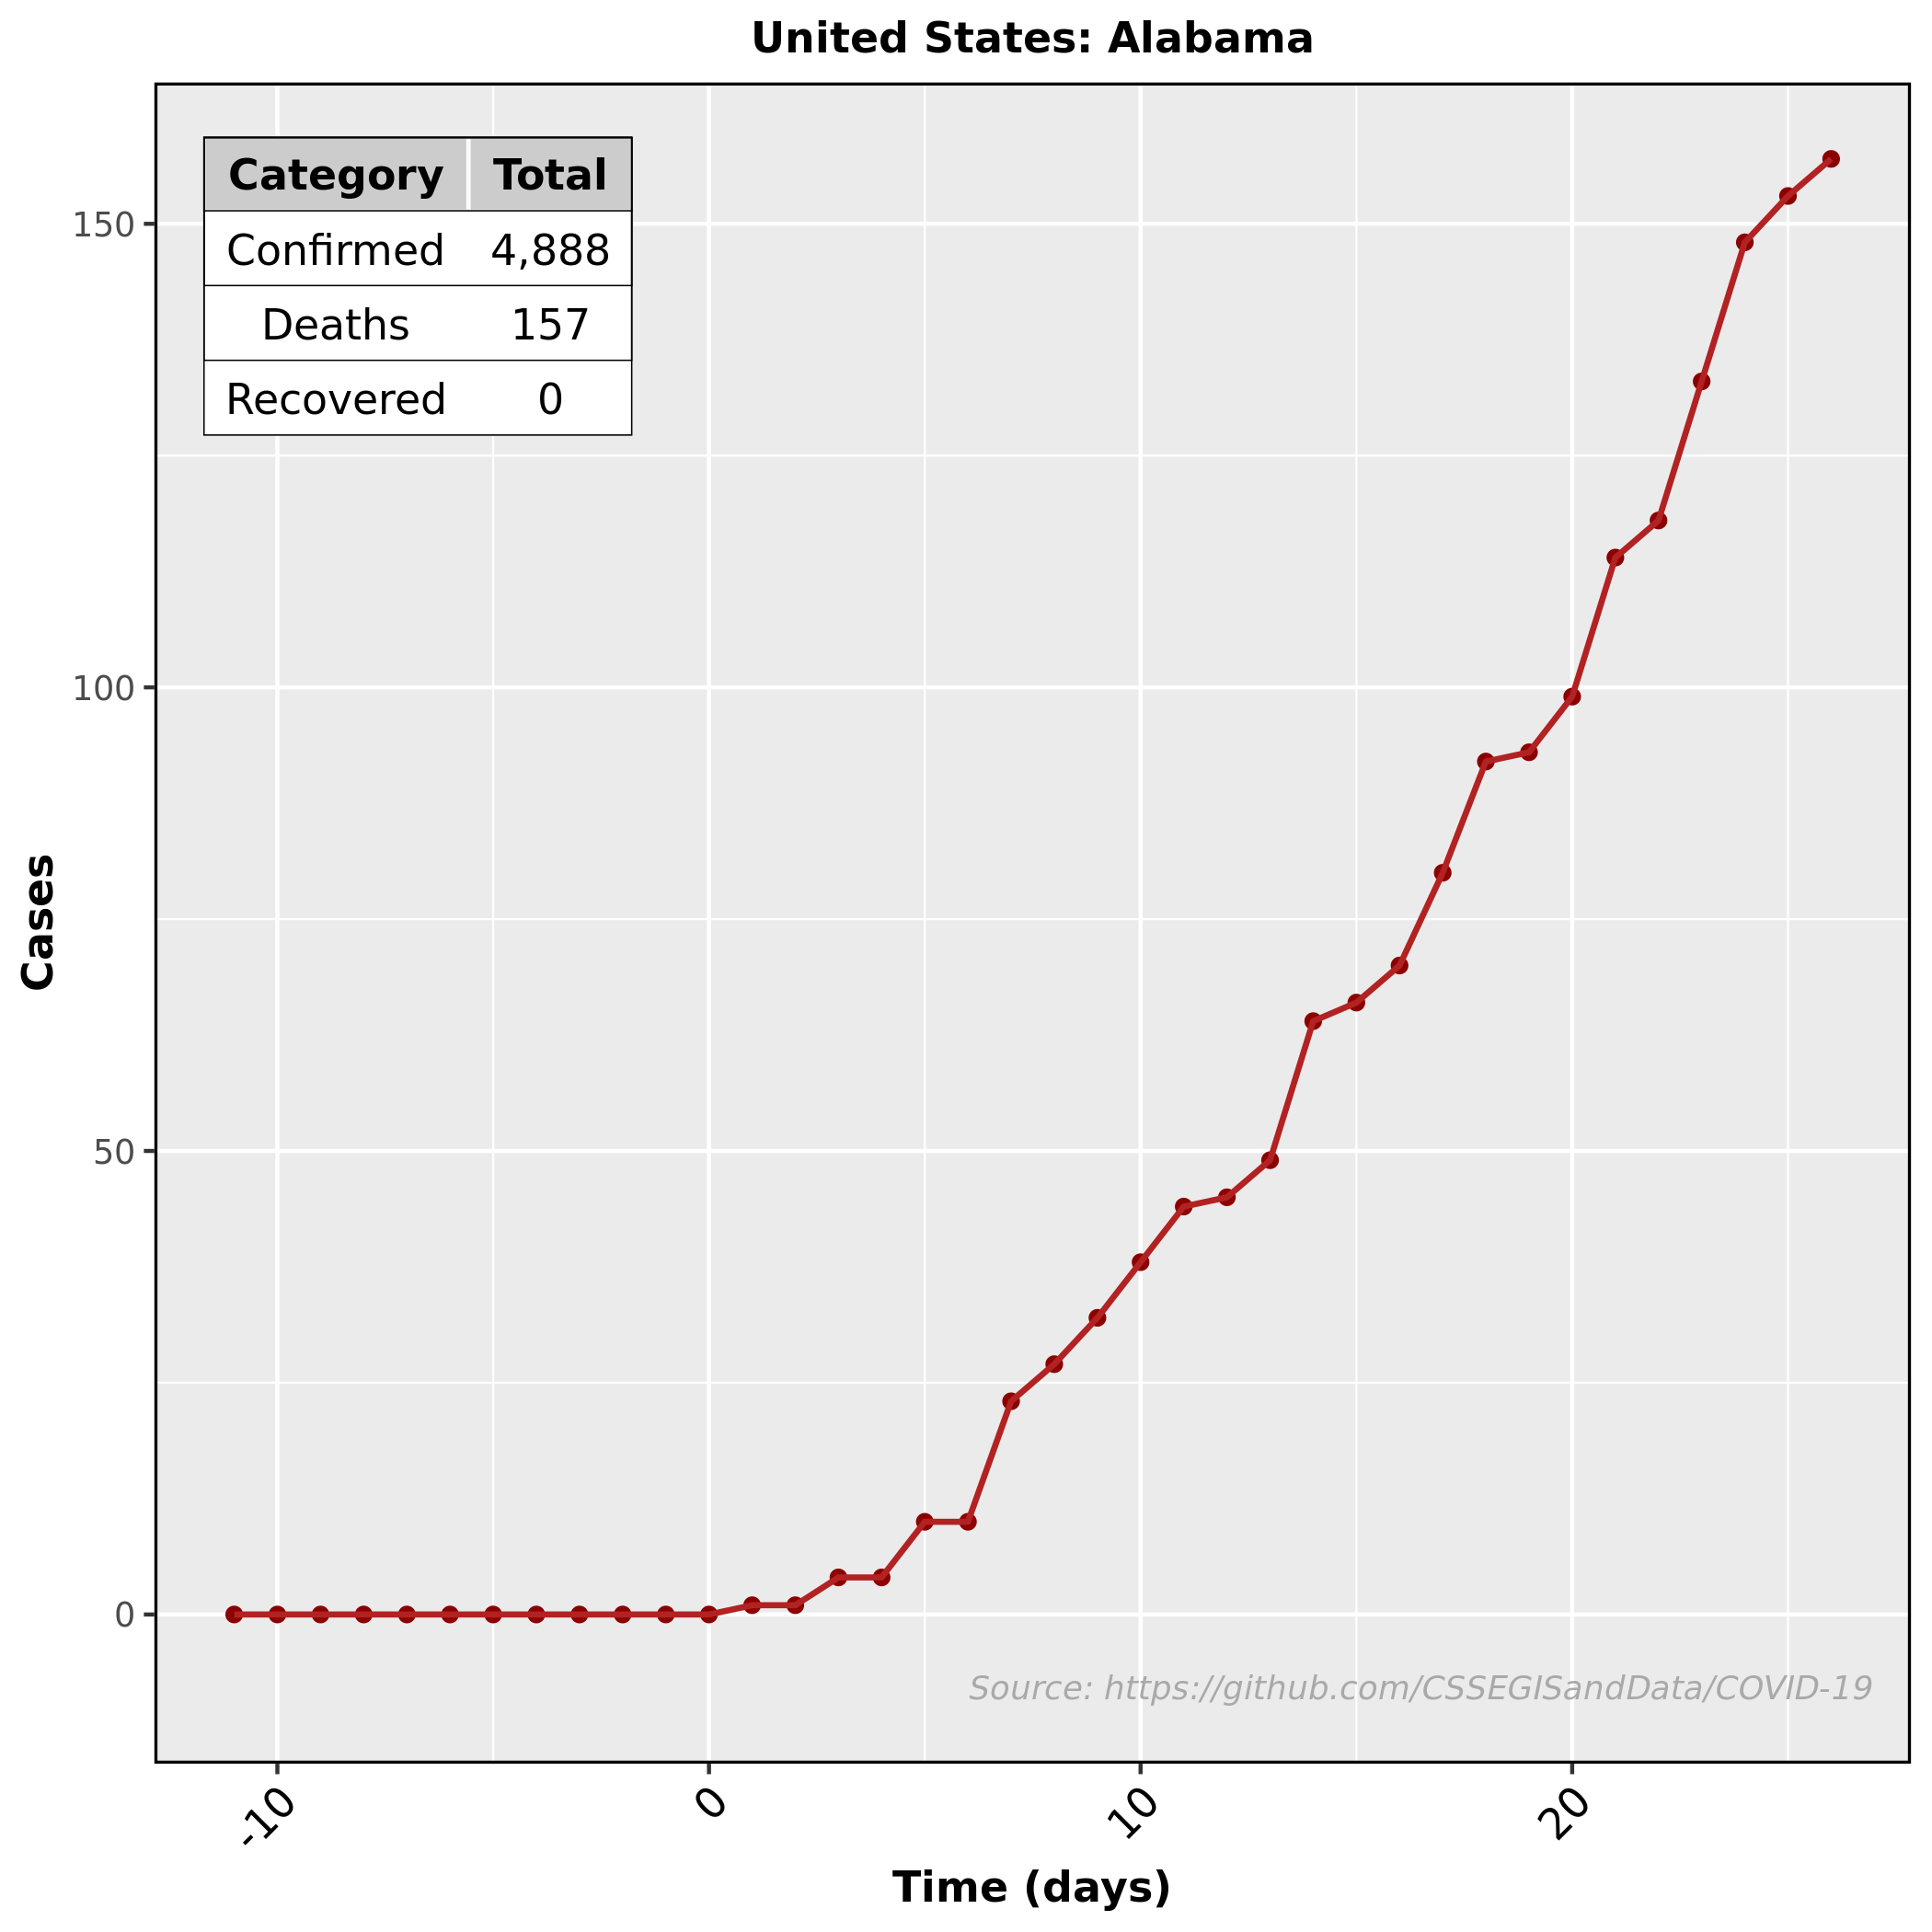 United States: Alabama
Category Total
Confirmed 4,888
Deaths 157
Recovered 0
150
100
50
0
Cases
Source: https://github.com/CSSEGISandData/COVID-19
-10 0 10 20
Time (days)